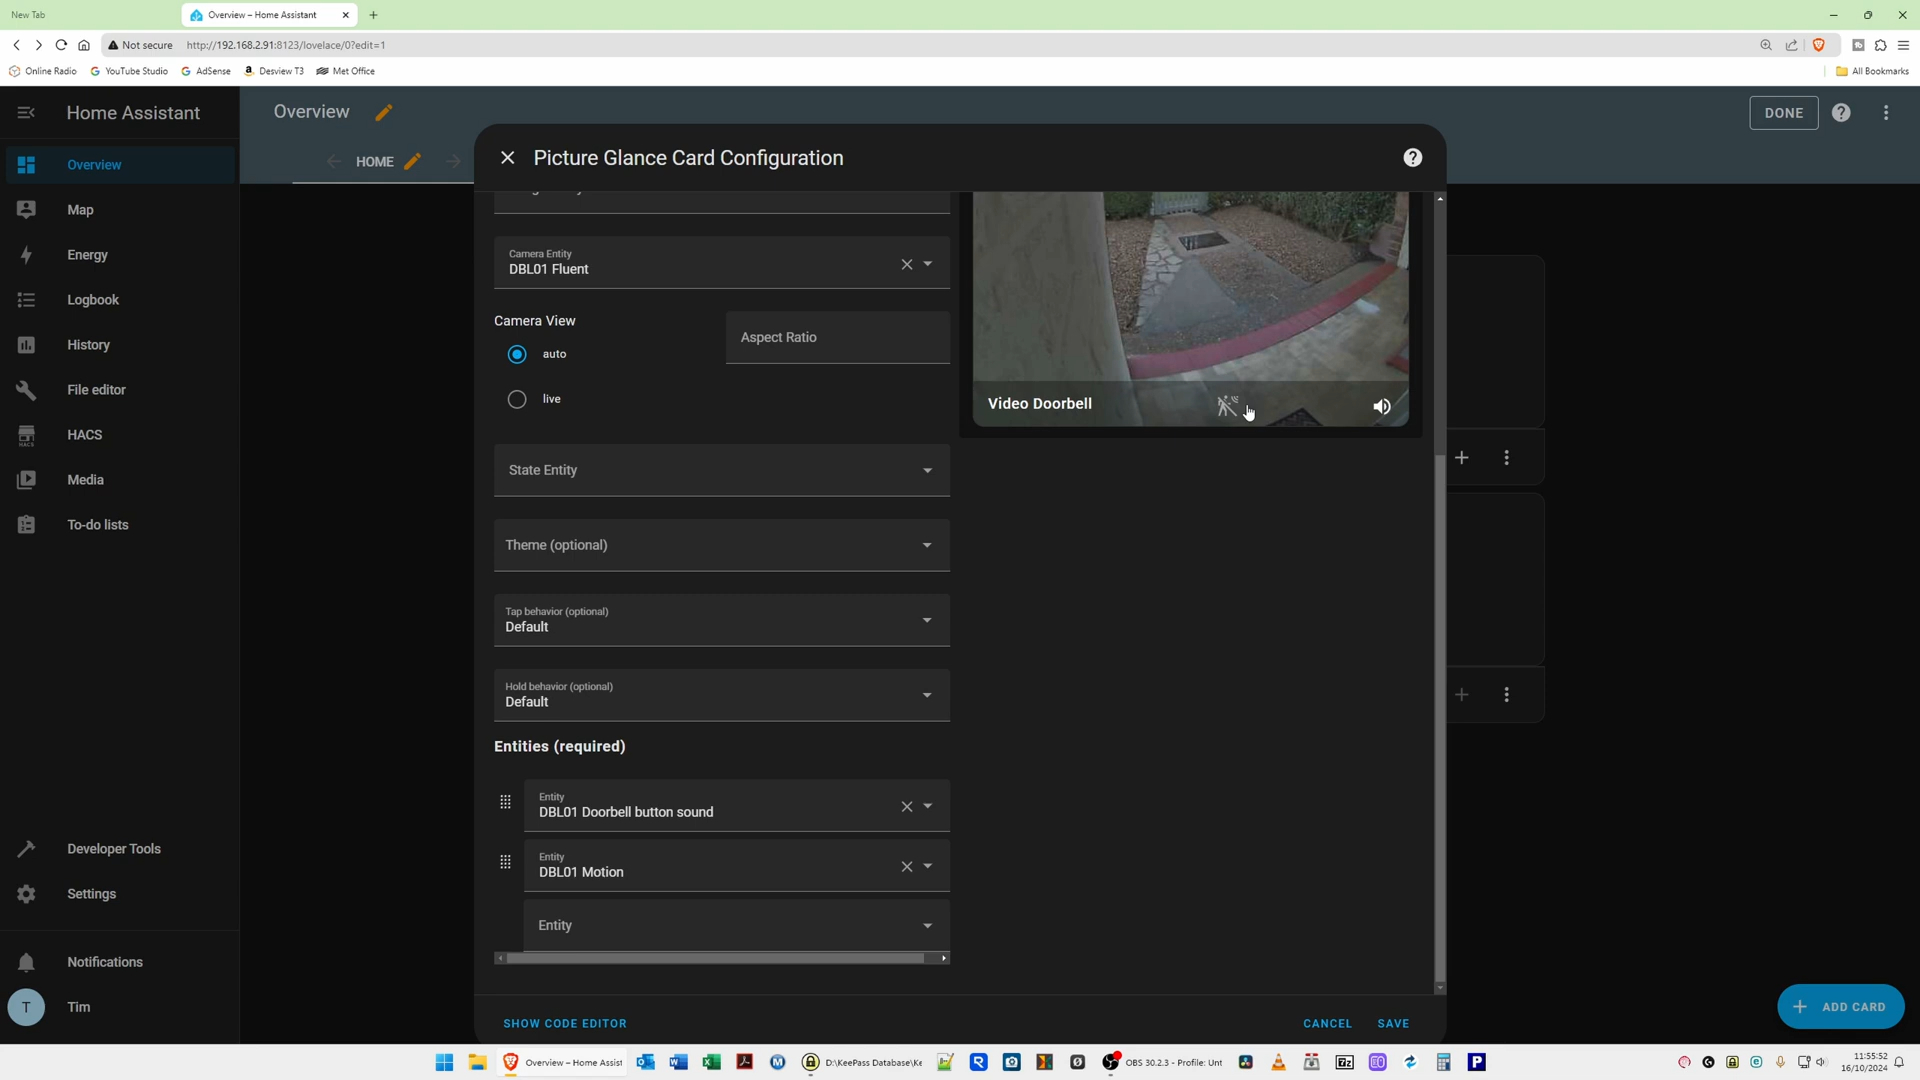 New Tab
Overview – Home Assistant
Not secure
http://192.168.2.91:8123/lovelace/0?edit=1
Online Radio
YouTube Studio
AdSense
Desview T3
Met Office
All Bookmarks
Home Assistant
Overview
DONE
HOME
Overview
Map
Energy
Logbook
History
File editor
HACS
Media
To-do lists
Developer Tools
Settings
Notifications
T
Tim
Picture Glance Card Configuration
Camera Entity
DBL01 Fluent
Camera View
auto
live
Aspect Ratio
State Entity
Theme (optional)
Tap behavior (optional)
Default
Hold behavior (optional)
Default
Entities (required)
Entity
DBL01 Doorbell button sound
Entity
DBL01 Motion
Entity
Video Doorbell
SHOW CODE EDITOR
CANCEL
SAVE
ADD CARD
Overview – Home Assist
D:\KeePass Database\Ke
OBS 30.2.3 - Profile: Unt
11:55:52
16/10/2024